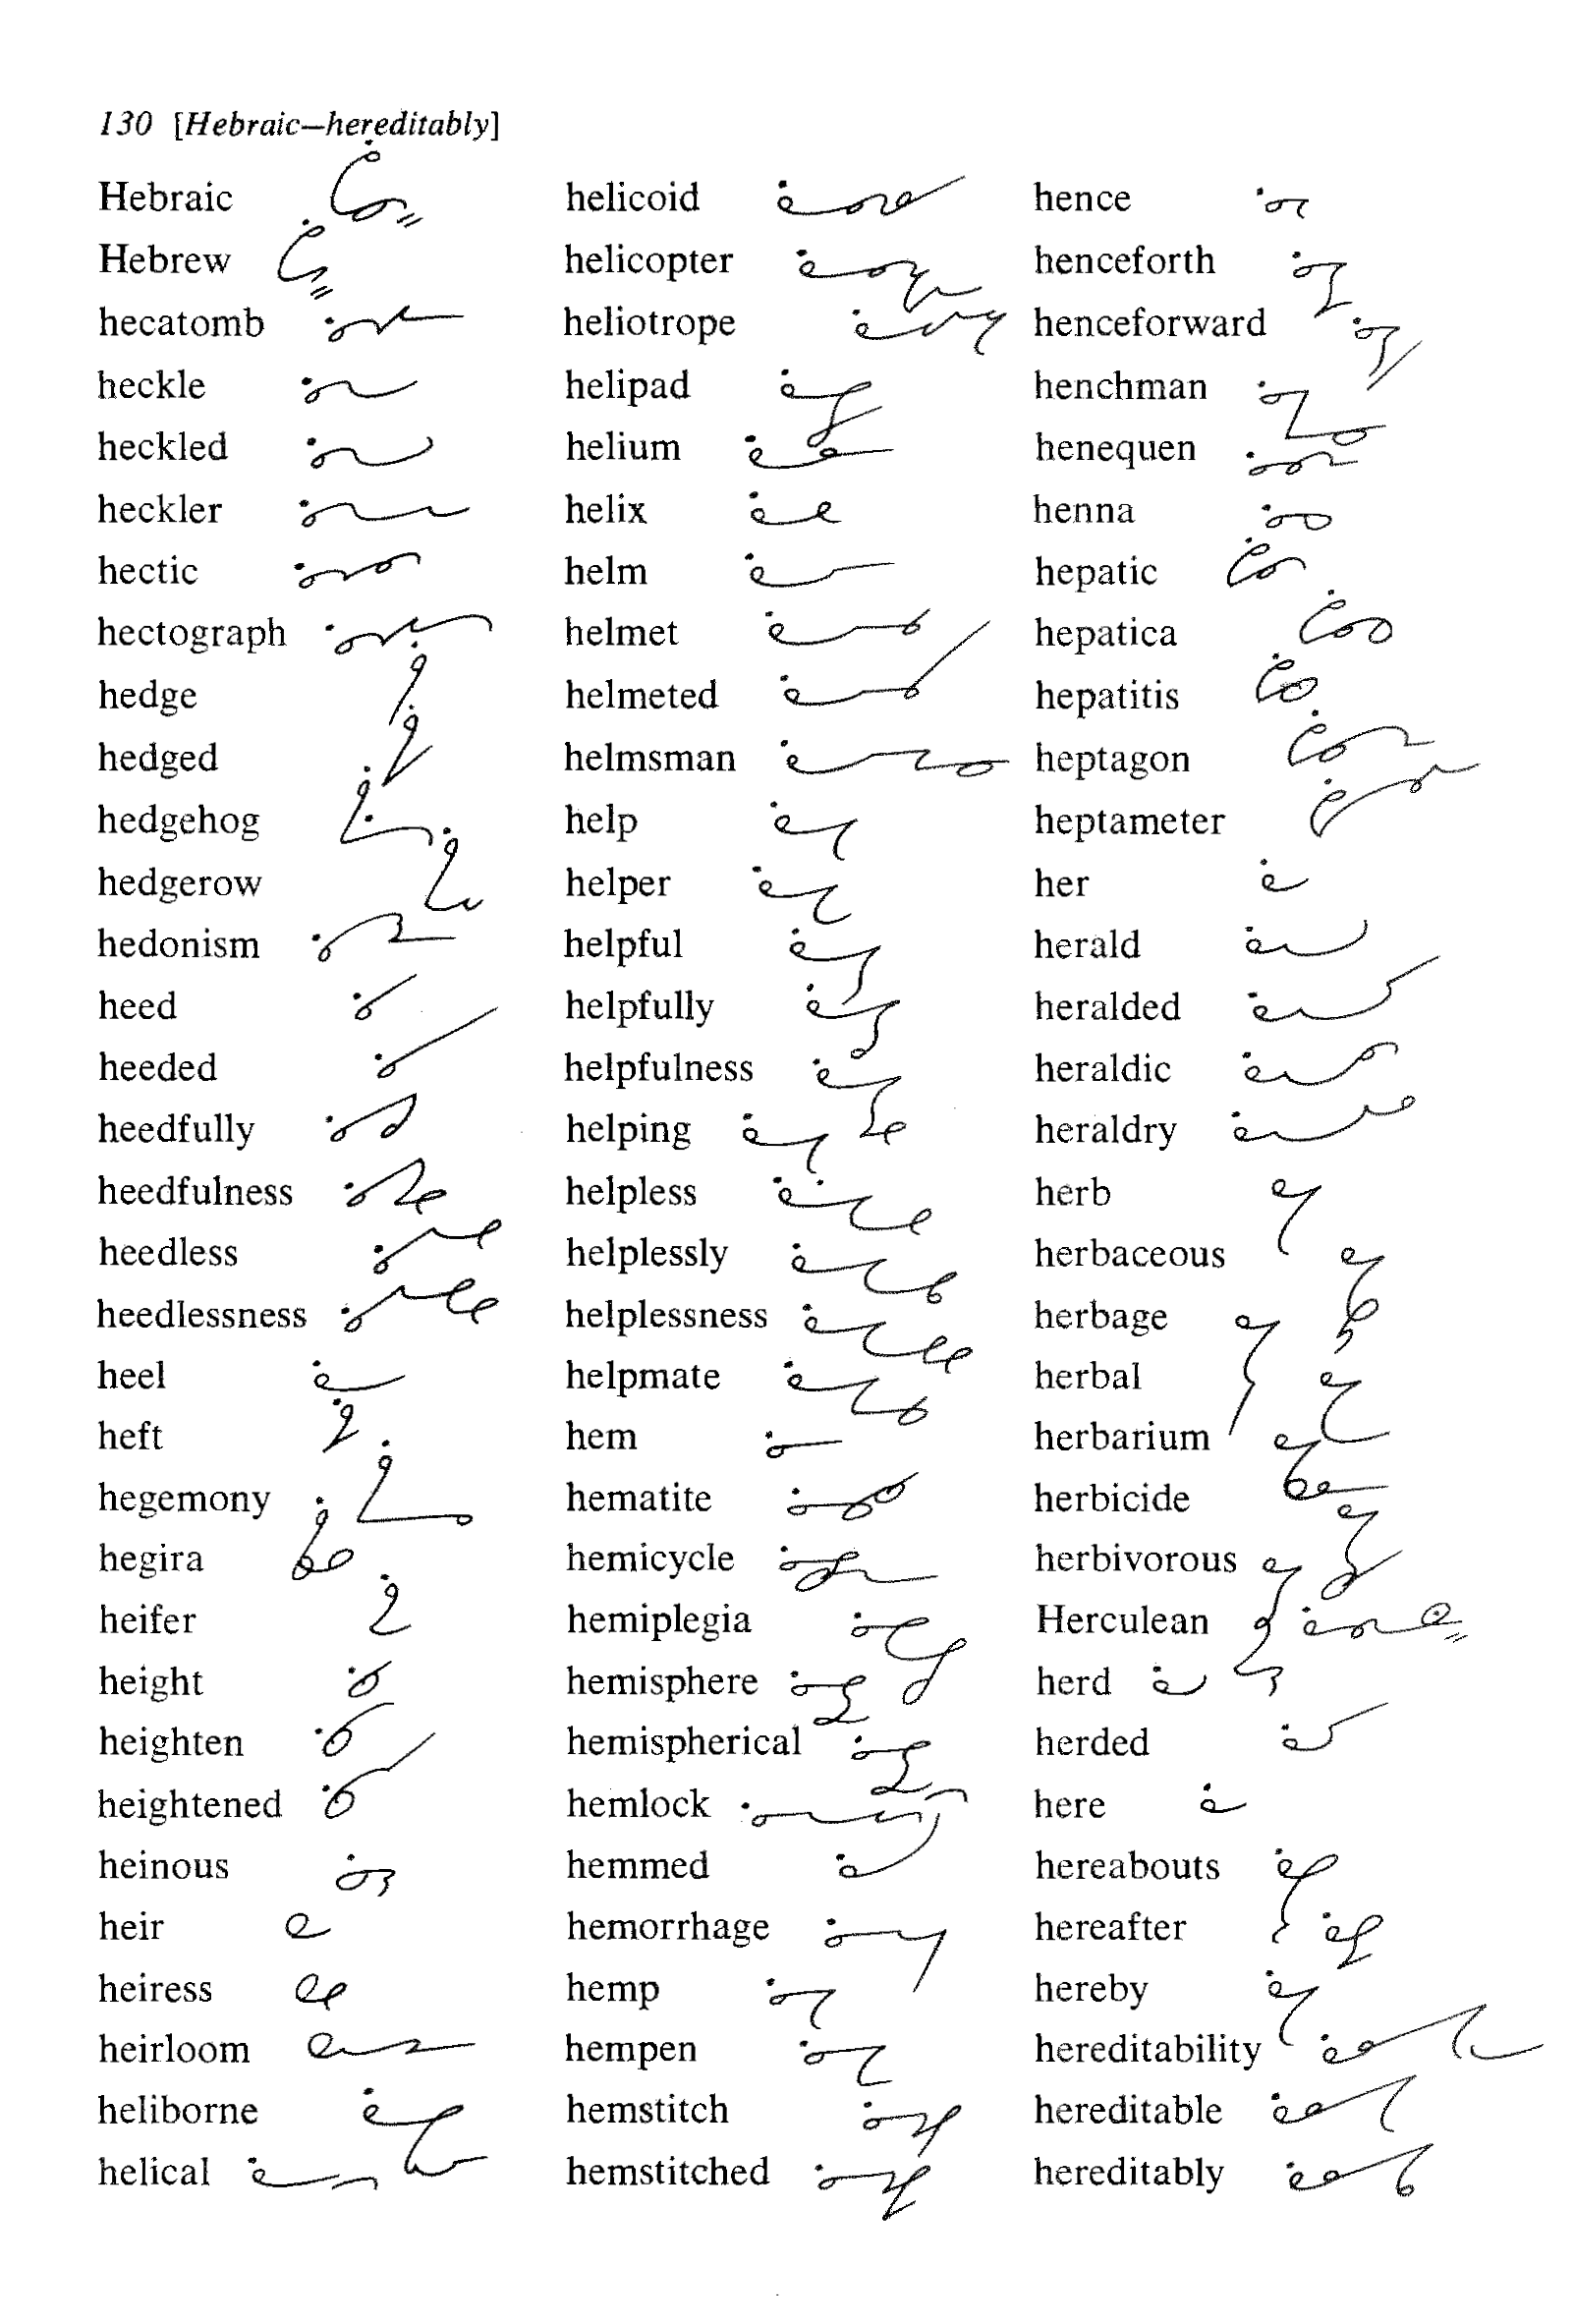 130 [Hebraic—hereditably]
Hebraic
Hebrew
hecatomb
heckle
heckled
heckler
hectic
hectograph
hedge
hedged
hedgehog
hedgerow
hedonism
heed
heeded
heedfully
heedfulness
heedless
heedlessness
heel
heft
hegemony
hegira
heifer
height
heighten
heightened
heinous
heir
heiress
heirloom
heliborne
helical
helicoid
helicopter
heliotrope
helipad
helium
helix
helm
helmet
helmeted
helmsman
help
helper
helpful
helpfully
helpfulness
helping
helpless
helplessly
helplessness
helpmate
hem
hematite
hemicycle
hemiplegia
hemisphere
hemispherical
hemlock
hemmed
hemorrhage
hemp
hempen
hemstitch
hemstitched
hence
henceforth
henceforward
henchman
henequen
henna
hepatic
hepatica
hepatitis
heptagon
heptameter
her
herald
heralded
heraldic
heraldry
herb
herbaceous
herbage
herbal
herbarium
herbicide
herbivorous
Herculean
herd
herded
here
hereabouts
hereafter
hereby
hereditability
hereditable
hereditably